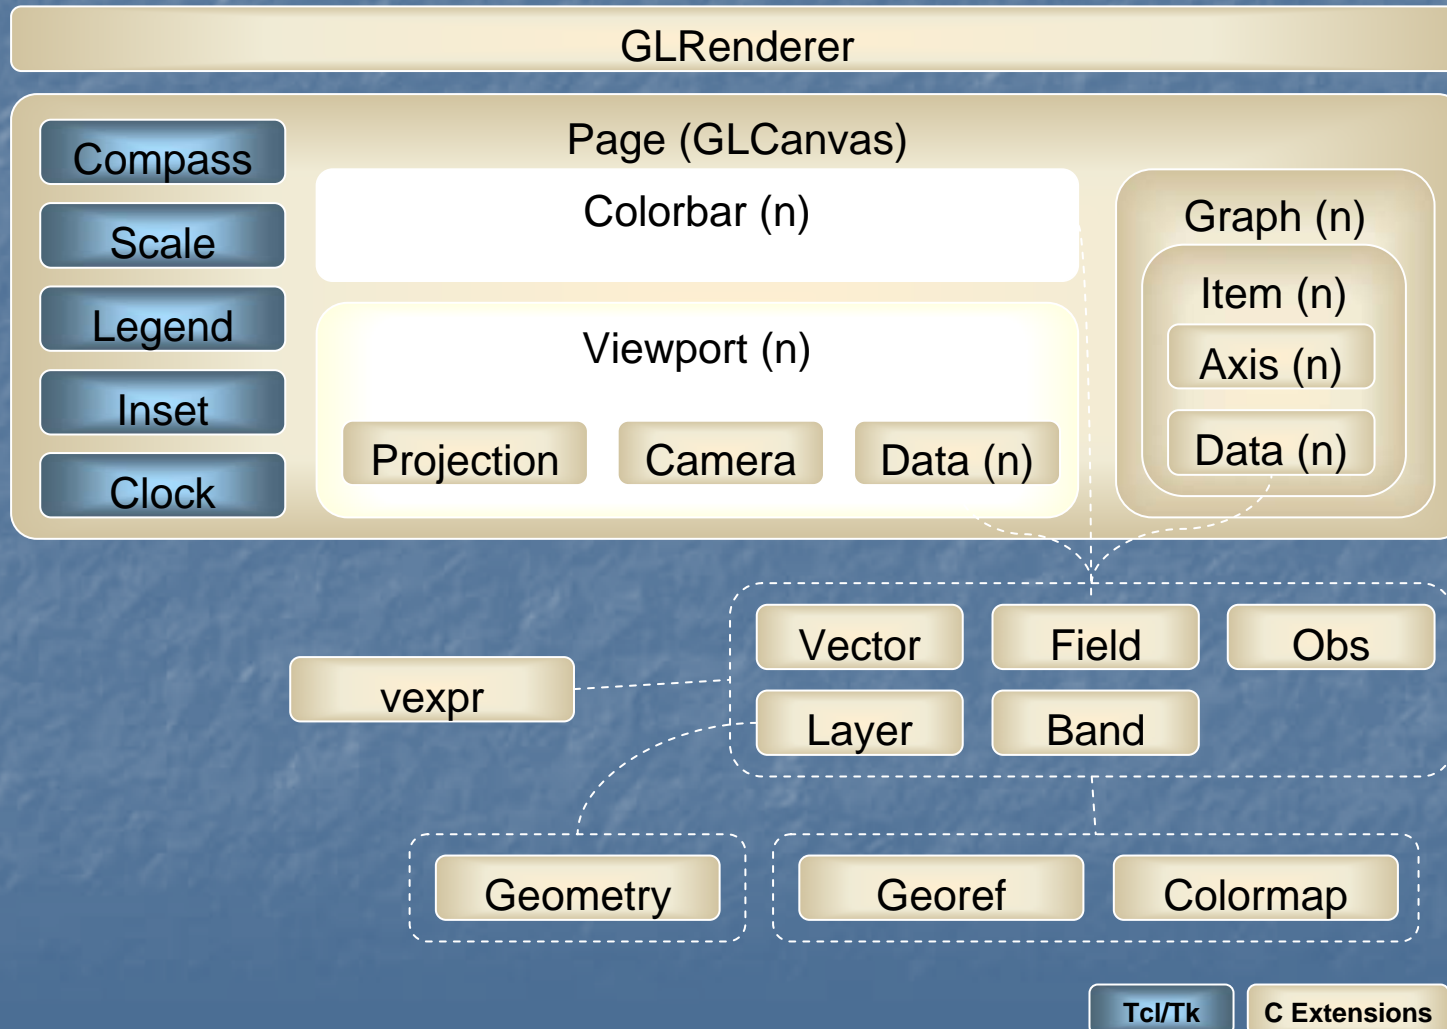 GLRenderer
Page (GLCanvas)
Compass
Scale
Legend
Inset
Clock
Colorbar (n)
Viewport (n)
Projection
Camera
Data (n)
Graph (n)
Item (n)
Axis (n)
Data (n)
Vector
Field
Obs
vexpr
Layer
Band
Geometry
Georef
Colormap
Tcl/Tk
C Extensions